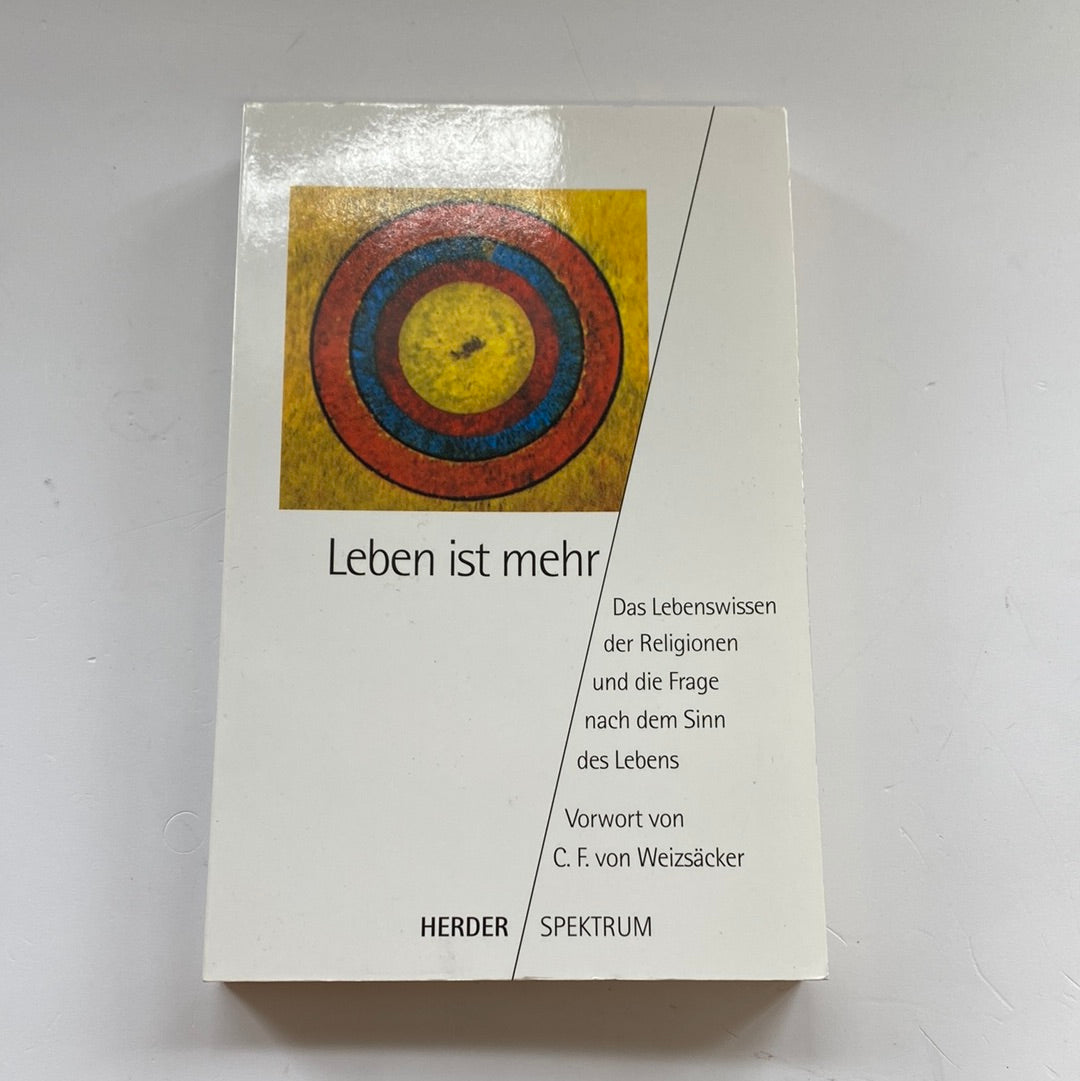 Leben ist mehr
Das Lebenswissen
der Religionen
und die Frage
nach dem Sinn
des Lebens
Vorwort von
C. F. von Weizsäcker
HERDER SPEKTRUM